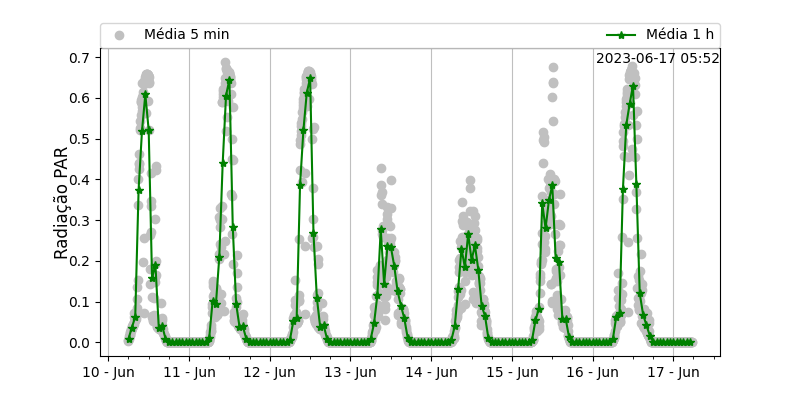 Média 5 min
Média 1 h
2023-06-17 05:52
Radiação PAR
0.7
0.6
0.5
0.4
0.3
0.2
0.1
0.0
10 - Jun
11 - Jun
12 - Jun
13 - Jun
14 - Jun
15 - Jun
16 - Jun
17 - Jun